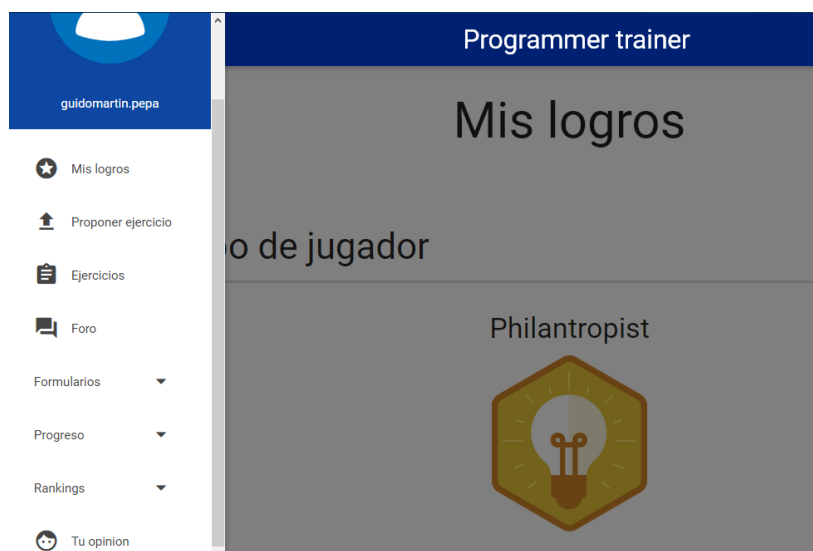 guidomartin.pepa
Mis logros
Proponer ejercicio
Ejercicios
Foro
Formularios
Progreso
Rankings
Tu opinion
Programmer trainer
Mis logros
o de jugador
Philantropist